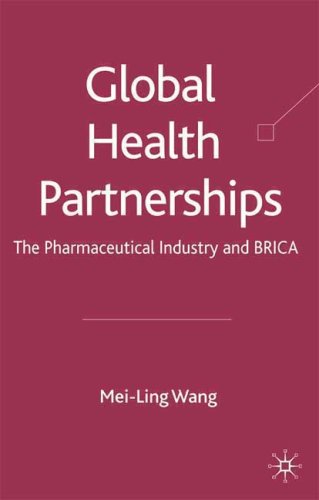 Global
Health
Partnerships
The Pharmaceutical Industry and BRICA
Mei-Ling Wang